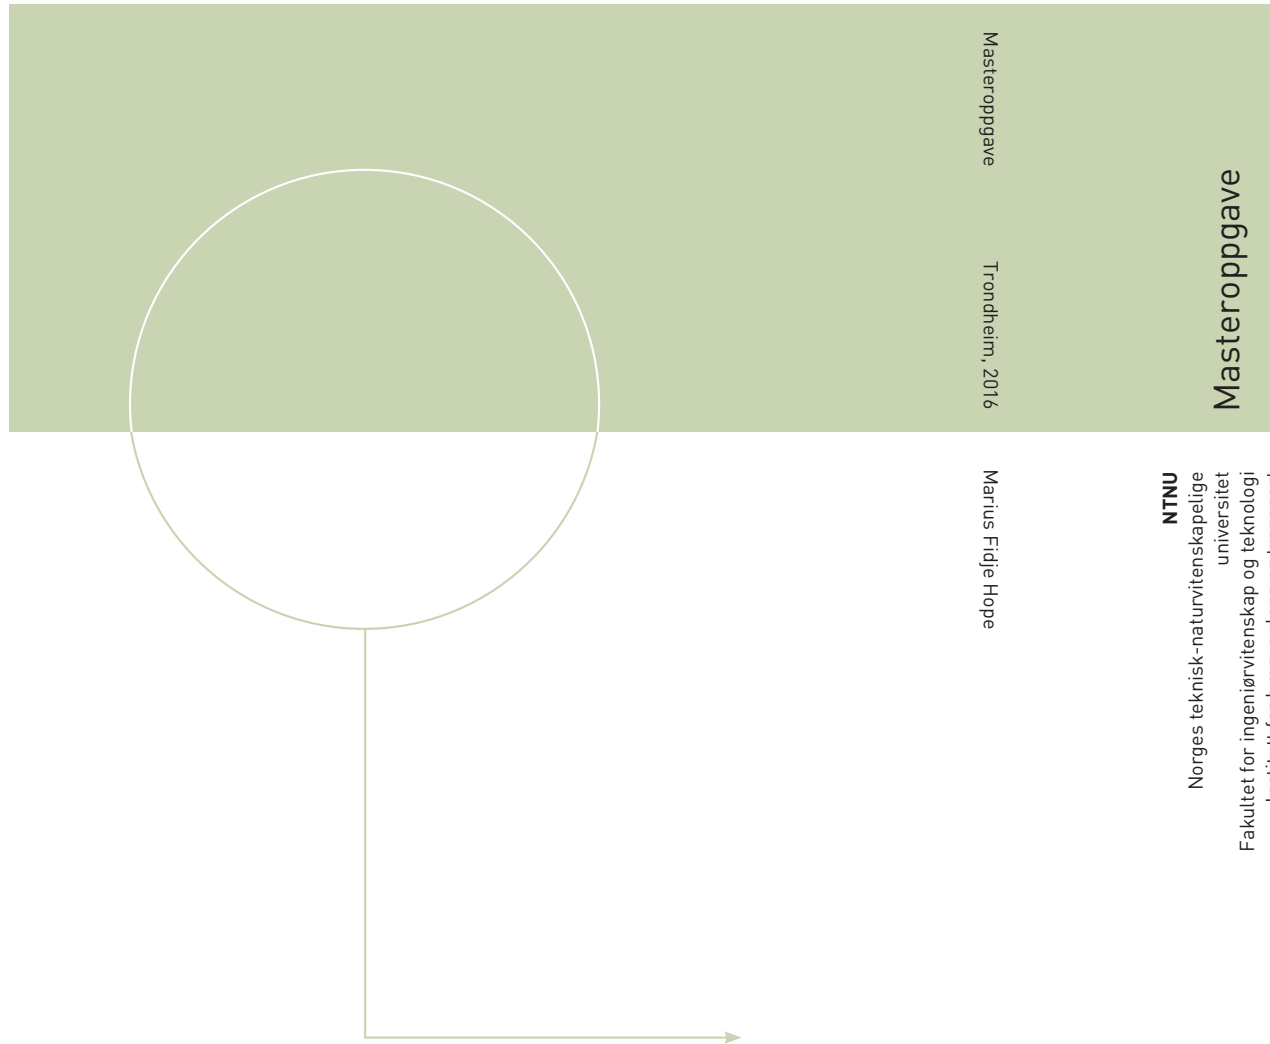 Masteroppgave
Trondheim, 2016
Marius Fidje Hope
Masteroppgave
NTNU
Norges teknisk-naturvitenskapelige
universitet
Fakultet for ingeniørvitenskap og teknologi